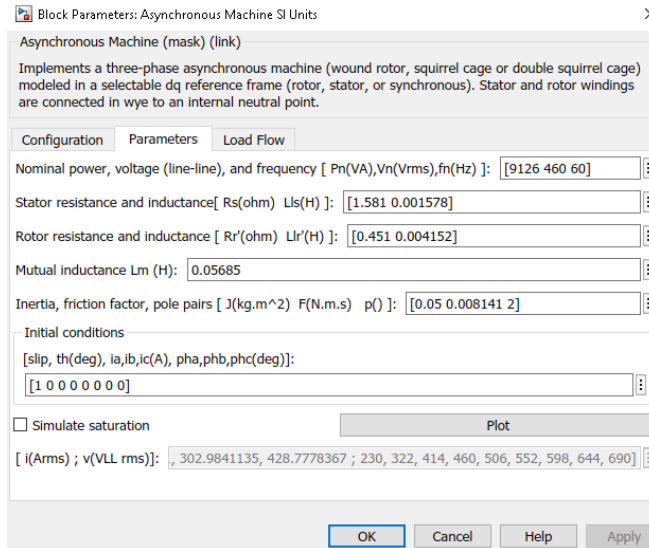 Block Parameters: Asynchronous Machine SI Units
Asynchronous Machine (mask) (link)
Implements a three-phase asynchronous machine (wound rotor, squirrel cage or double squirrel cage)
modeled in a selectable dq reference frame (rotor, stator, or synchronous). Stator and rotor windings
are connected in wye to an internal neutral point.
Configuration Parameters Load Flow
Nominal power, voltage (line-line), and frequency [ Pn(VA),Vn(Vrms),fn(Hz) ]: [9126 460 60]
Stator resistance and inductance[ Rs(ohm) Lls(H) ]: [1.581 0.001578]
Rotor resistance and inductance [ Rr'(ohm) Llr'(H) ]: [0.451 0.004152]
Mutual inductance Lm (H): 0.05685
Inertia, friction factor, pole pairs [ J(kg.m^2) F(N.m.s) p() ]: [0.05 0.008141 2]
Initial conditions
[slip, th(deg), ia,ib,ic(A), pha,phb,phc(deg)]:
[1 0 0 0 0 0 0 0]
Simulate saturation Plot
[ i(Arms) ; v(VLL rms)]: , 302.9841135, 428.7778367 ; 230, 322, 414, 460, 506, 552, 598, 644, 690]
OK Cancel Help Apply